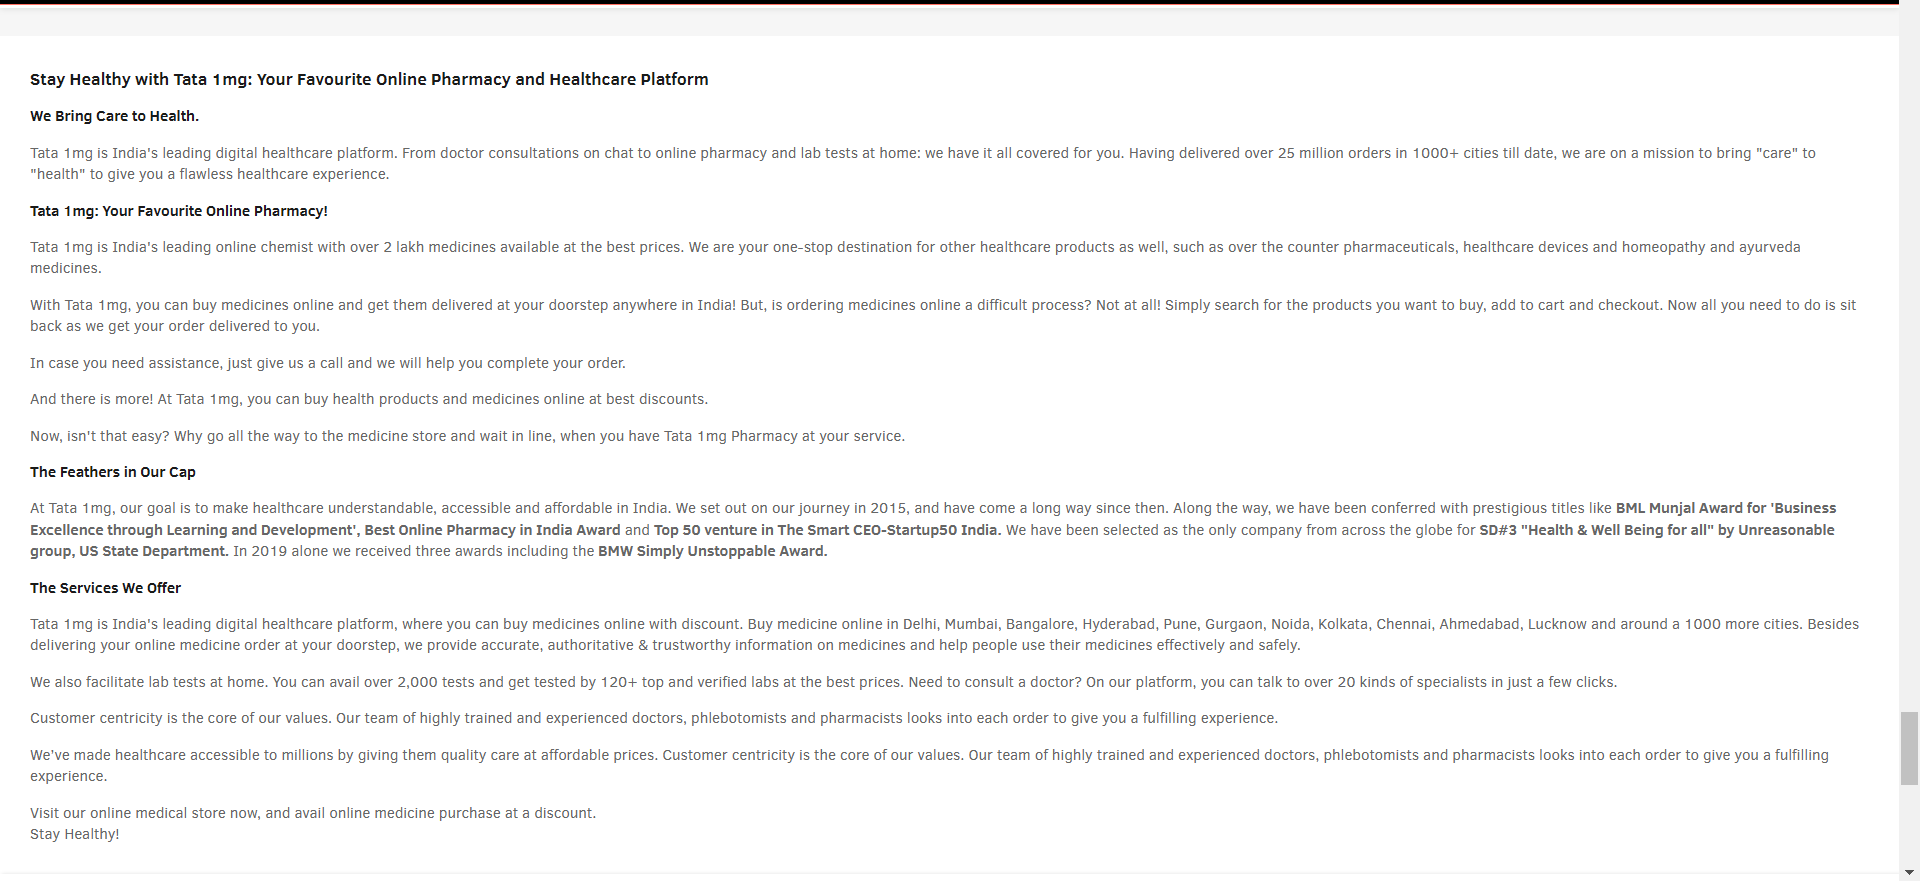 Stay Healthy with Tata 1mg: Your Favourite Online Pharmacy and Healthcare Platform
We Bring Care to Health.
Tata 1mg is India's leading digital healthcare platform. From doctor consultations on chat to online pharmacy and lab tests at home: we have it all covered for you. Having delivered over 25 million orders in 1000+ cities till date, we are on a mission to bring "care" to
"health" to give you a flawless healthcare experience.
Tata 1mg: Your Favourite Online Pharmacy!
Tata 1mg is India's leading online chemist with over 2 lakh medicines available at the best prices. We are your one-stop destination for other healthcare products as well, such as over the counter pharmaceuticals, healthcare devices and homeopathy and ayurveda
medicines.
With Tata 1mg, you can buy medicines online and get them delivered at your doorstep anywhere in India! But, is ordering medicines online a difficult process? Not at all! Simply search for the products you want to buy, add to cart and checkout. Now all you need to do is sit
back as we get your order delivered to you.
In case you need assistance, just give us a call and we will help you complete your order.
And there is more! At Tata 1mg, you can buy health products and medicines online at best discounts.
Now, isn't that easy? Why go all the way to the medicine store and wait in line, when you have Tata 1mg Pharmacy at your service.
The Feathers in Our Cap
At Tata 1mg, our goal is to make healthcare understandable, accessible and affordable in India. We set out on our journey in 2015, and have come a long way since then. Along the way, we have been conferred with prestigious titles like BML Munjal Award for 'Business
Excellence through Learning and Development', Best Online Pharmacy in India Award and Top 50 venture in The Smart CEO-Startup50 India. We have been selected as the only company from across the globe for SD#3 "Health & Well Being for all" by Unreasonable
group, US State Department. In 2019 alone we received three awards including the BMW Simply Unstoppable Award.
The Services We Offer
Tata 1mg is India's leading digital healthcare platform, where you can buy medicines online with discount. Buy medicine online in Delhi, Mumbai, Bangalore, Hyderabad, Pune, Gurgaon, Noida, Kolkata, Chennai, Ahmedabad, Lucknow and around a 1000 more cities. Besides
delivering your online medicine order at your doorstep, we provide accurate, authoritative & trustworthy information on medicines and help people use their medicines effectively and safely.
We also facilitate lab tests at home. You can avail over 2,000 tests and get tested by 120+ top and verified labs at the best prices. Need to consult a doctor? On our platform, you can talk to over 20 kinds of specialists in just a few clicks.
Customer centricity is the core of our values. Our team of highly trained and experienced doctors, phlebotomists and pharmacists looks into each order to give you a fulfilling experience.
We've made healthcare accessible to millions by giving them quality care at affordable prices. Customer centricity is the core of our values. Our team of highly trained and experienced doctors, phlebotomists and pharmacists looks into each order to give you a fulfilling
experience.
Visit our online medical store now, and avail online medicine purchase at a discount.
Stay Healthy!